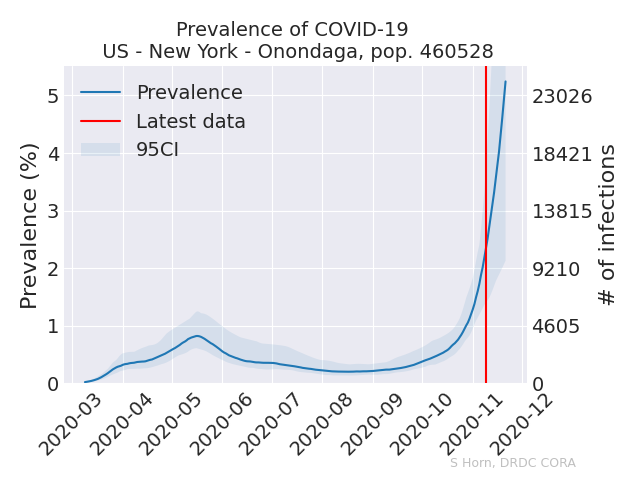 Prevalence of COVID-19
US - New York - Onondaga, pop. 460528
Prevalence
Latest data
95CI
Prevalence (%)
5
4
3
2
1
0
23026
18421
13815
9210
4605
0
# of infections
2020-03
2020-04
2020-05
2020-06
2020-07
2020-08
2020-09
2020-10
2020-11
2020-12
S Horn, DRDC CORA